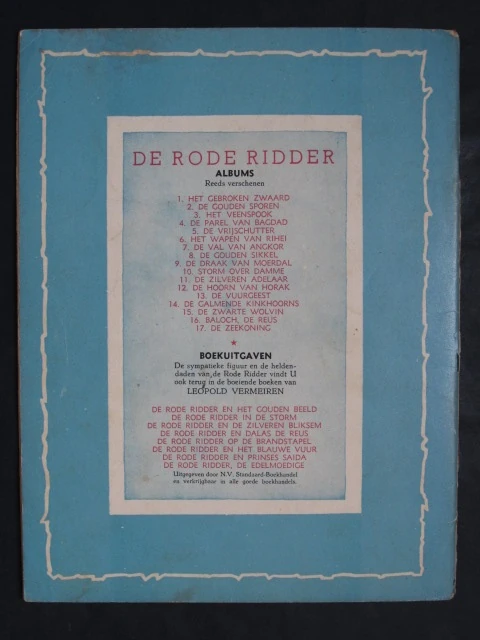 DE RODE RIDDER
ALBUMS
Reeds verschenen
1. HET GEBROKEN ZWAARD
2. DE GOUDEN SPOREN
3. HET VEENSPOOK
4. DE PAREL VAN BAGDAD
5. DE VRIJSCHUTTER
6. HET WAPEN VAN RIHEI
7. DE VAL VAN ANGKOR
8. DE GOUDEN SIKKEL
9. DE DRAAK VAN MOERDAL
10. STORM OVER DAMME
11. DE ZILVEREN ADELAAR
12. DE HOORN VAN HORAK
13. DE VUURGEEST
14. DE GALMENDE KINKHOORNS
15. DE ZWARTE WOLVIN
16. BALOCH, DE REUS
17. DE ZEEKONING
BOEKUITGAVEN
De sympatieke figuur en de helden-
daden van de Rode Ridder vindt U
ook terug in de boeiende boeken van
LEOPOLD VERMEIREN
DE RODE RIDDER EN HET GOUDEN BEELD
DE RODE RIDDER IN DE STORM
DE RODE RIDDER EN DE ZILVEREN BLIKSEM
DE RODE RIDDER EN DALAS DE REUS
DE RODE RIDDER OP DE BRANDSTAPEL
DE RODE RIDDER EN HET BLAUWE VUUR
DE RODE RIDDER EN PRINSES SAIDA
DE RODE RIDDER, DE EDELMOEDIGE
Uitgegeven door N.V. Standaard-Boekhandel
en verkrijgbaar in alle goede boekhandels.